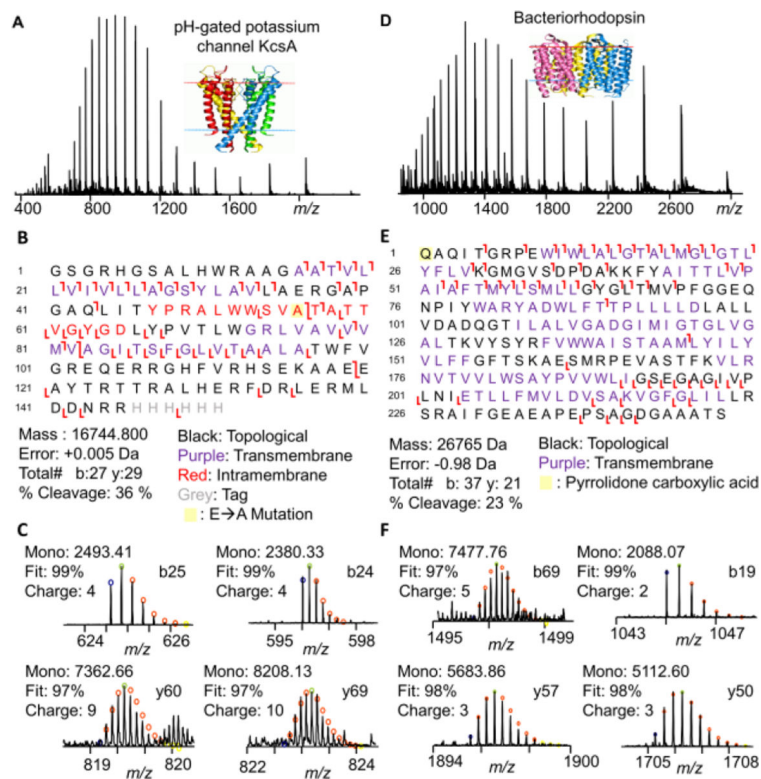 A
pH-gated potassium
channel KcsA
400 800 1200 1600 m/z
B
1 GSGRHGSALHWRAAGAATVL
21 LVIVLLAGSYLAVLAERGAP
41 GAQLITYPRALWWSVATATT
61 VGYGDLYPVTLWGRLVAVVV
81 MVAGITSFGLVTAALATWFV
101 GREQERRGHFVRHSEKAAEE
121 AYTRTTRALHERFDRLERML
141 DDNRRHHHHHH
Mass : 16744.800
Error: +0.005 Da
Total# b:27 y:29
% Cleavage: 36 %
Black: Topological
Purple: Transmembrane
Red: Intramembrane
Grey: Tag
: E→A Mutation
C
Mono: 2493.41
Fit: 99%
Charge: 4
b25
624 626
m/z
Mono: 2380.33
Fit: 99%
Charge: 4
b24
595 598
m/z
Mono: 7362.66
Fit: 97%
Charge: 9
y60
819 820
m/z
Mono: 8208.13
Fit: 97%
Charge: 10
y69
822 824
m/z
D
Bacteriorhodopsin
1000 1400 1800 2200 2600 m/z
E
1 QAQITGRPEWIWLALGTALMGLGTL
26 YFLVKGMGVSDPDAKKFYAITTLVP
51 AIAFTMYLSMLLGYGLTMVPFGGEQ
76 NPIYWARYADWLFTTPLLLLDLALL
101 VDADQGTILALVGADGIMIGTGLVG
126 ALTKVYSYRFVWWAISTAAMLYILY
151 VLFFGFTSKAESMRPEVASTFKVLR
176 NVTVVLWSAYPVVWLIGSEGAGIVP
201 LNIETLLFMVLDVSAKVGFGLILLR
226 SRAIFGEAEAPEPSAGDGAAATS
Mass: 26765 Da
Error: -0.98 Da
Total# b: 37 y: 21
% Cleavage: 23 %
Black: Topological
Purple: Transmembrane
: Pyrrolidone carboxylic acid
F
Mono: 7477.76
Fit: 97%
Charge: 5
b69
1495 1499
m/z
Mono: 2088.07
Fit: 99%
Charge: 2
b19
1043 1047
m/z
Mono: 5683.86
Fit: 98%
Charge: 3
y57
1894 1900
m/z
Mono: 5112.60
Fit: 98%
Charge: 3
y50
1705 1708
m/z